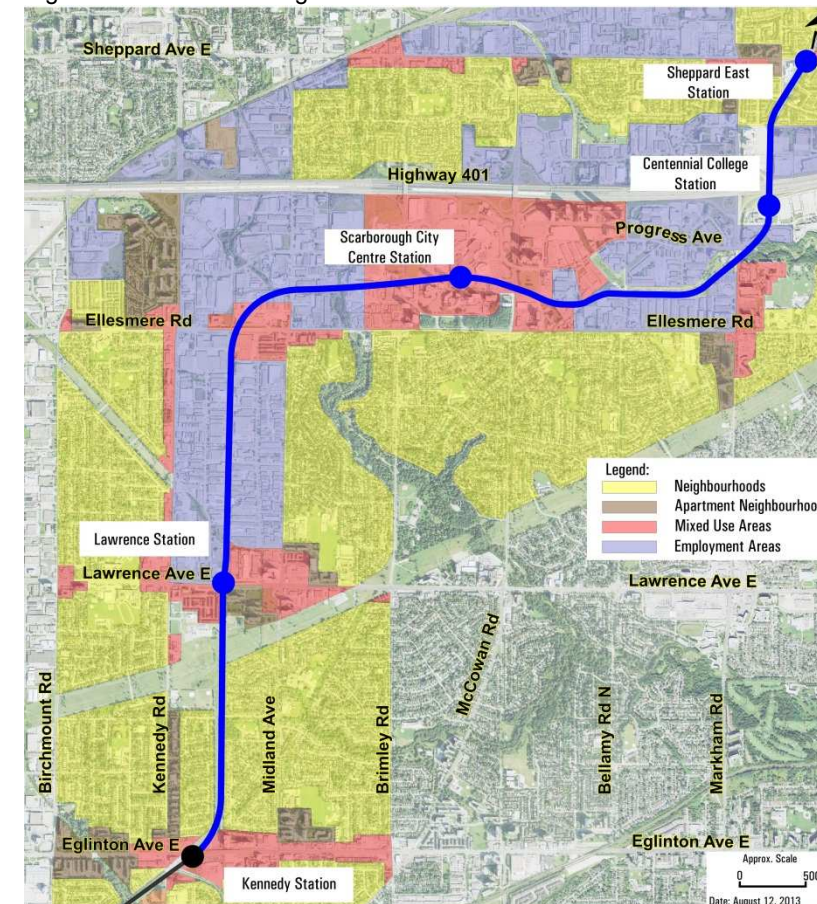 Sheppard Ave E
Sheppard East
Station
Centennial College
Station
Highway 401
Scarborough City
Centre Station
Progress Ave
Ellesmere Rd
Ellesmere Rd
Legend:
Neighbourhoods
Apartment Neighbourhoo
Mixed Use Areas
Employment Areas
Lawrence Station
Lawrence Ave E
Lawrence Ave E
Birchmount Rd
Kennedy Rd
Midland Ave
Brimley Rd
McCowan Rd
Bellamy Rd N
Markham Rd
Eglinton Ave E
Eglinton Ave E
Kennedy Station
Approx. Scale
0 500
Date: August 12, 2013